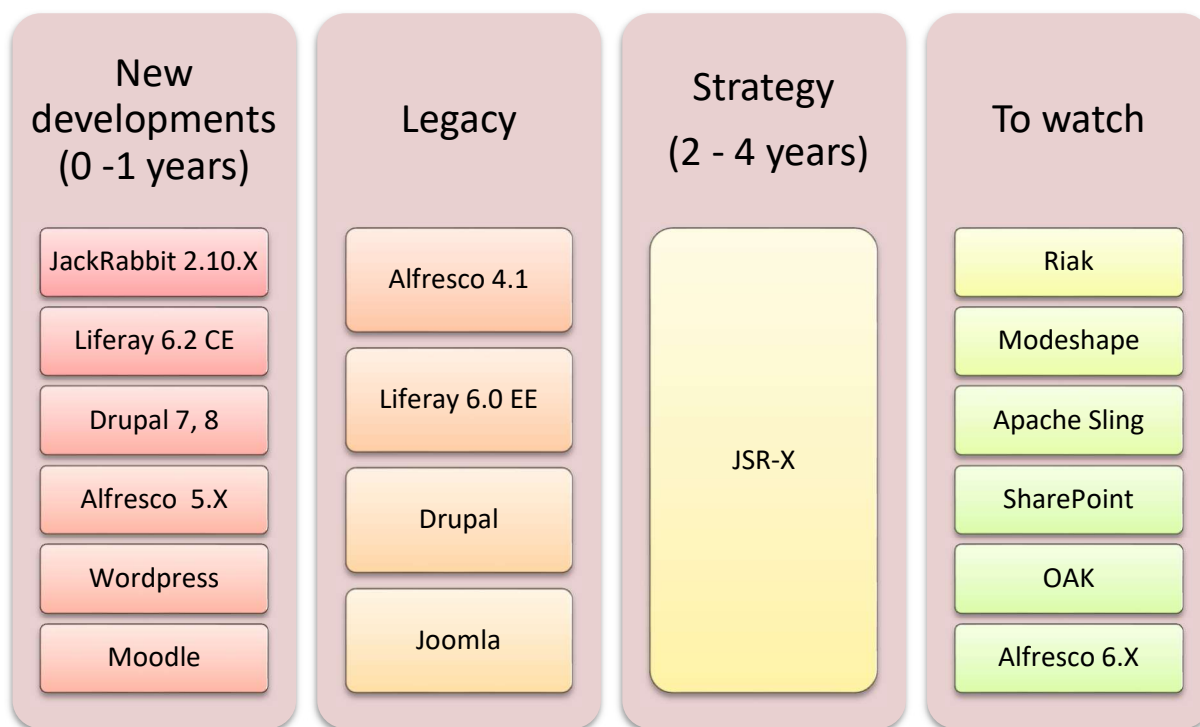 New
developments
(0 -1 years)
JackRabbit 2.10.X
Liferay 6.2 CE
Drupal 7, 8
Alfresco  5.X
Wordpress
Moodle
Legacy
Alfresco 4.1
Liferay 6.0 EE
Drupal
Joomla
Strategy
(2 - 4 years)
JSR-X
To watch
Riak
Modeshape
Apache Sling
SharePoint
OAK
Alfresco 6.X